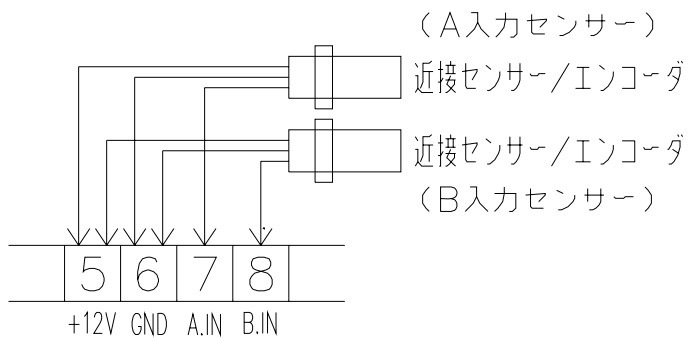 (A入力センサー)
近接センサー/エンコーダ
近接センサー/エンコーダ
(B入力センサー)
5 6 7 8
+12V GND A.IN B.IN